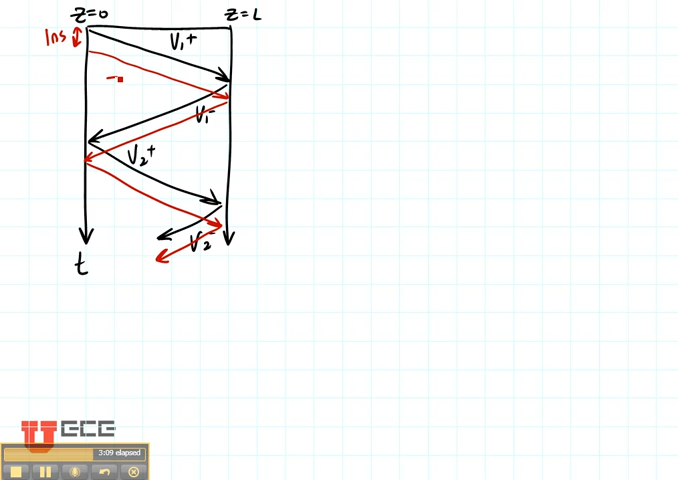 z=0 z=L
1ns
V₁⁺
V₁⁻
V₂⁺
V₂⁻
t
ECE
3:09 elapsed